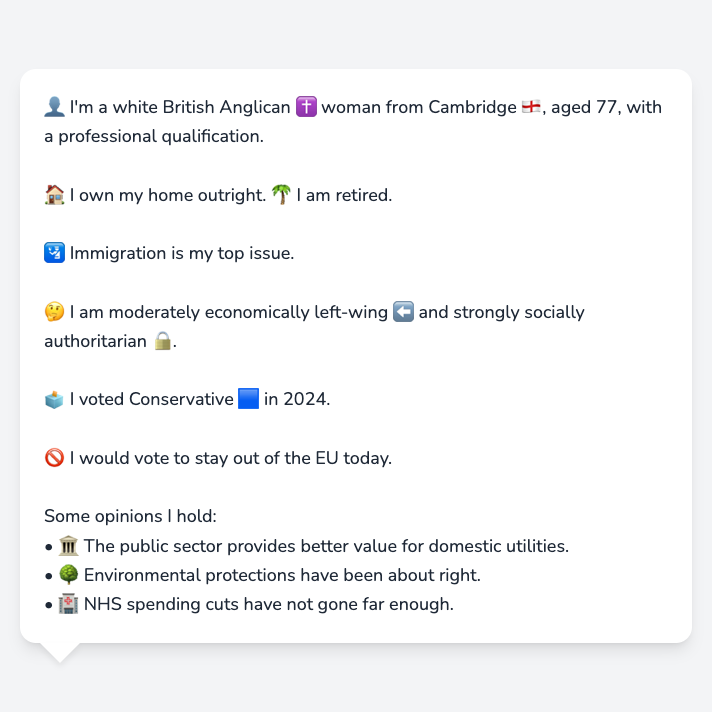 👤 I'm a white British Anglican ✝️ woman from Cambridge 🏴󠁧󠁢󠁥󠁮󠁧󠁿, aged 77, with
a professional qualification.
🏠 I own my home outright. 🌴 I am retired.
🛂 Immigration is my top issue.
🤔 I am moderately economically left-wing ⬅️ and strongly socially
authoritarian 🔒.
🗳️ I voted Conservative 🟦 in 2024.
🚫 I would vote to stay out of the EU today.
Some opinions I hold:
• 🏛️ The public sector provides better value for domestic utilities.
• 🌳 Environmental protections have been about right.
• 🏥 NHS spending cuts have not gone far enough.